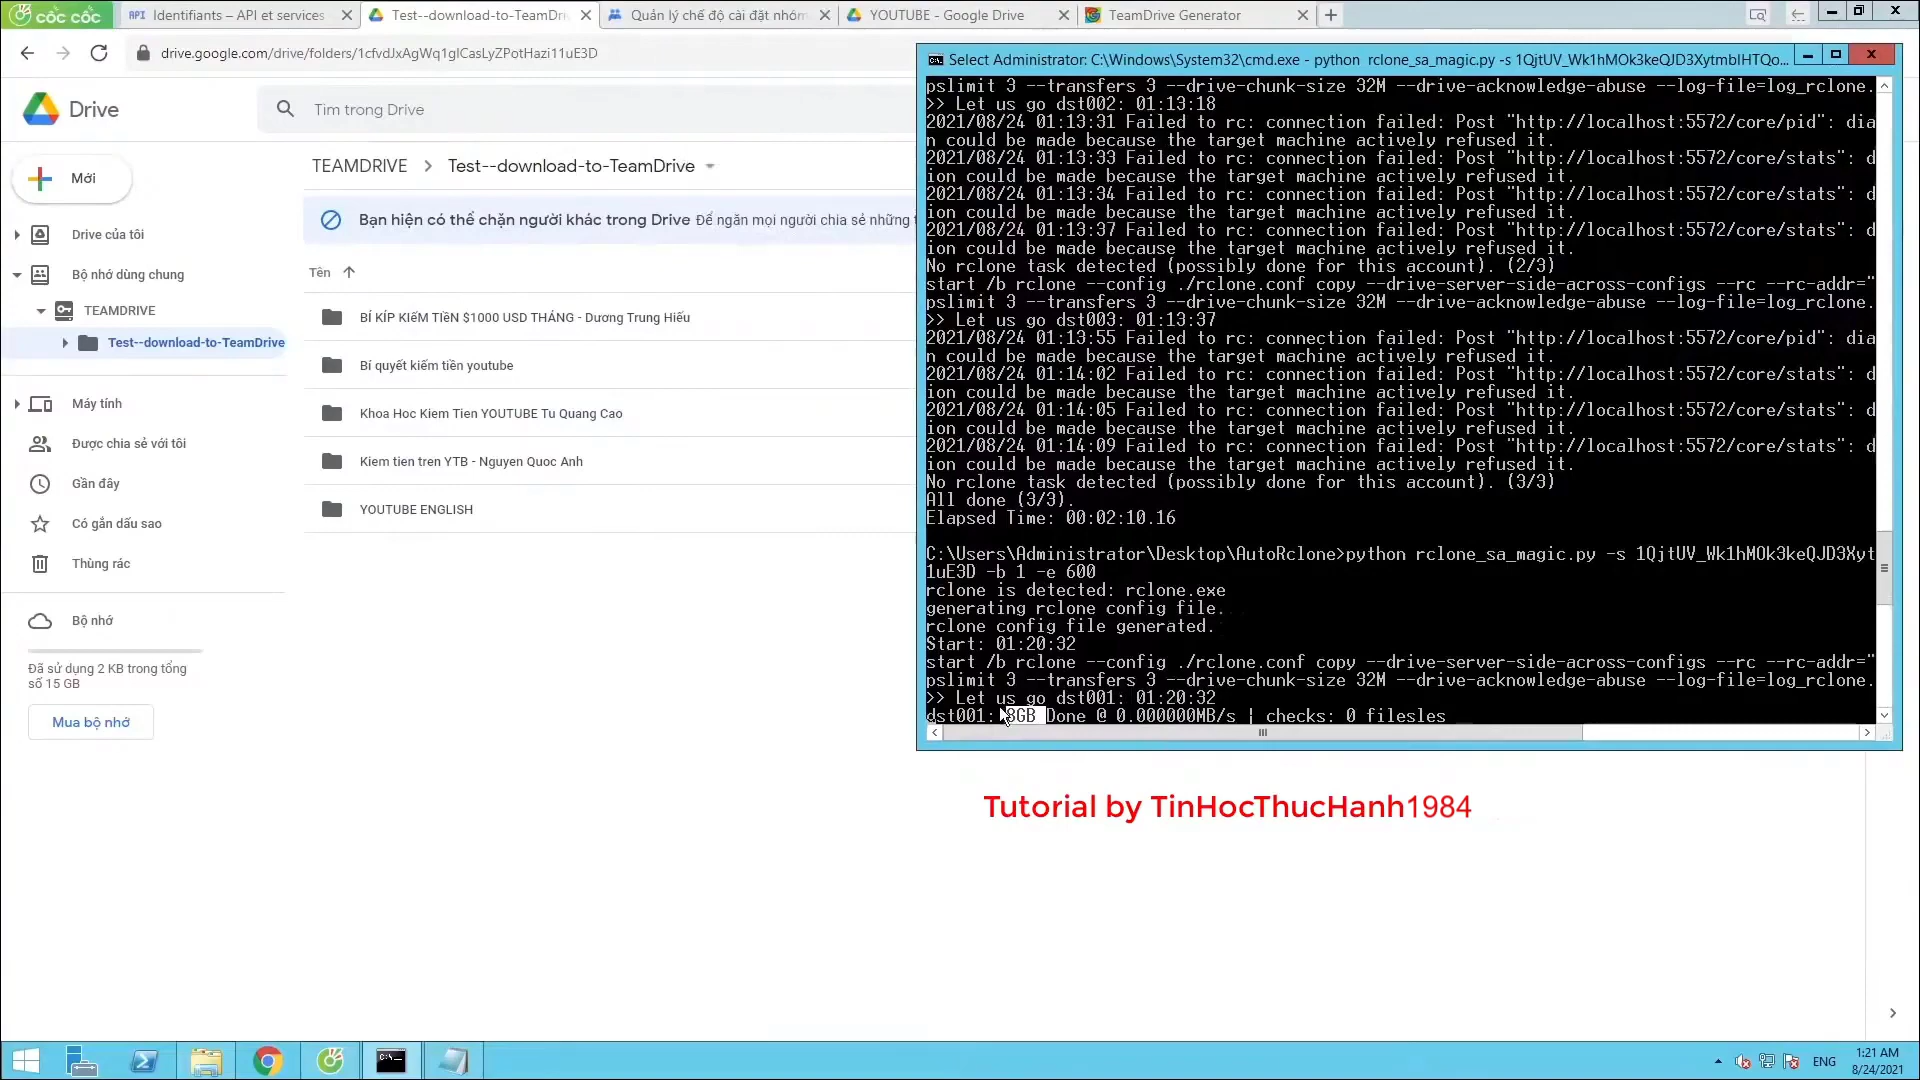 cốc cốc
API Identifiants – API et services
Test--download-to-TeamDri
Quản lý chế độ cài đặt nhóm
YOUTUBE - Google Drive
TeamDrive Generator
drive.google.com/drive/folders/1cfvdJxAgWq1glCasLyZPotHazi11uE3D
Drive
Tìm trong Drive
Mới
Drive của tôi
Bộ nhớ dùng chung
TEAMDRIVE
Test--download-to-TeamDrive
Máy tính
Được chia sẻ với tôi
Gần đây
Có gắn dấu sao
Thùng rác
Bộ nhớ
Đã sử dụng 2 KB trong tổng
số 15 GB
Mua bộ nhớ
TEAMDRIVE > Test--download-to-TeamDrive
Bạn hiện có thể chặn người khác trong Drive Để ngăn mọi người chia sẻ những
Tên
BÍ KÍP KIếM TIềN $1000 USD THÁNG - Dương Trung Hiếu
Bí quyết kiếm tiền youtube
Khoa Hoc Kiem Tien YOUTUBE Tu Quang Cao
Kiem tien tren YTB - Nguyen Quoc Anh
YOUTUBE ENGLISH
Select Administrator: C:\Windows\System32\cmd.exe - python rclone_sa_magic.py -s 1QjtUV_Wk1hMOk3keQJD3XytmbIHTQo...
pslimit 3 --transfers 3 --drive-chunk-size 32M --drive-acknowledge-abuse --log-file=log_rclone.
>> Let us go dst002: 01:13:18
2021/08/24 01:13:31 Failed to rc: connection failed: Post "http://localhost:5572/core/pid": dia
n could be made because the target machine actively refused it.
2021/08/24 01:13:33 Failed to rc: connection failed: Post "http://localhost:5572/core/stats": d
ion could be made because the target machine actively refused it.
2021/08/24 01:13:34 Failed to rc: connection failed: Post "http://localhost:5572/core/stats": d
ion could be made because the target machine actively refused it.
2021/08/24 01:13:37 Failed to rc: connection failed: Post "http://localhost:5572/core/stats": d
ion could be made because the target machine actively refused it.
No rclone task detected (possibly done for this account). (2/3)
start /b rclone --config ./rclone.conf copy --drive-server-side-across-configs --rc --rc-addr="
pslimit 3 --transfers 3 --drive-chunk-size 32M --drive-acknowledge-abuse --log-file=log_rclone.
>> Let us go dst003: 01:13:37
2021/08/24 01:13:55 Failed to rc: connection failed: Post "http://localhost:5572/core/pid": dia
n could be made because the target machine actively refused it.
2021/08/24 01:14:02 Failed to rc: connection failed: Post "http://localhost:5572/core/stats": d
ion could be made because the target machine actively refused it.
2021/08/24 01:14:05 Failed to rc: connection failed: Post "http://localhost:5572/core/stats": d
ion could be made because the target machine actively refused it.
2021/08/24 01:14:09 Failed to rc: connection failed: Post "http://localhost:5572/core/stats": d
ion could be made because the target machine actively refused it.
No rclone task detected (possibly done for this account). (3/3)
All done (3/3).
Elapsed Time: 00:02:10.16
C:\Users\Administrator\Desktop\AutoRclone>python rclone_sa_magic.py -s 1QjtUV_Wk1hMOk3keQJD3Xyt
1uE3D -b 1 -e 600
rclone is detected: rclone.exe
generating rclone config file.
rclone config file generated.
Start: 01:20:32
start /b rclone --config ./rclone.conf copy --drive-server-side-across-configs --rc --rc-addr="
pslimit 3 --transfers 3 --drive-chunk-size 32M --drive-acknowledge-abuse --log-file=log_rclone.
>> Let us go dst001: 01:20:32
dst001: 8GB Done @ 0.000000MB/s | checks: 0 filesles
Tutorial by TinHocThucHanh1984
ENG
1:21 AM
8/24/2021